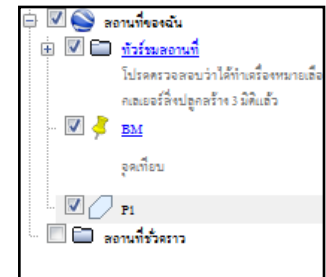 สถานที่ของฉัน
ทัวร์ชมสถานที่
โปรดตรวจสอบว่าได้ทำเครื่องหมายเลือ
กเลเยอร์สิ่งปลูกสร้าง 3 มิติแล้ว
BM
จุดเทียบ
P1
สถานที่ชั่วคราว